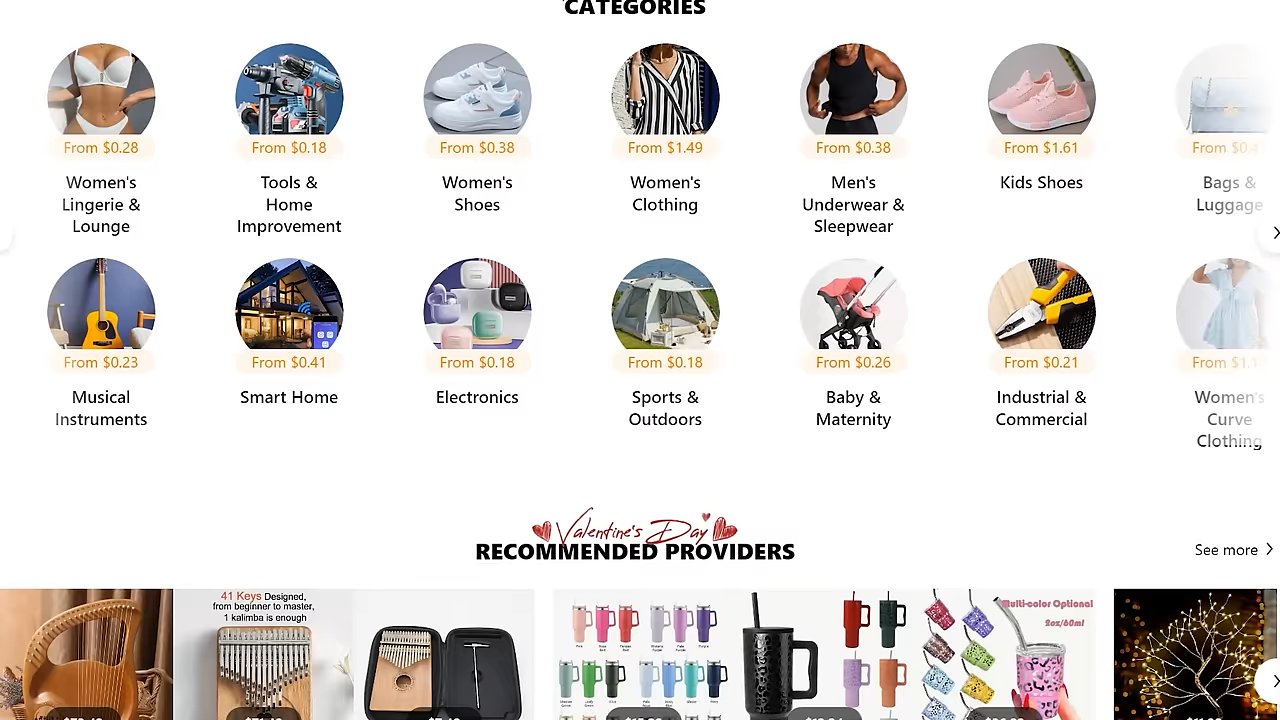 CATEGORIES
From $0.28
From $0.18
From $0.38
From $1.49
From $0.38
From $1.61
From
Women's
Lingerie &
Lounge
Tools &
Home
Improvement
Women's
Shoes
Women's
Clothing
Men's
Underwear &
Sleepwear
Kids Shoes
Bags &
Luggage
From $0.23
From $0.41
From $0.18
From $0.18
From $0.26
From $0.21
From
Musical
Instruments
Smart Home
Electronics
Sports &
Outdoors
Baby &
Maternity
Industrial &
Commercial
Women's
Curve
Clothing
Valentine's Day
RECOMMENDED PROVIDERS
See more
41 Keys Designed,
from beginner to master,
1 kalimba is enough
Multi-color Optional
2oz/60ml